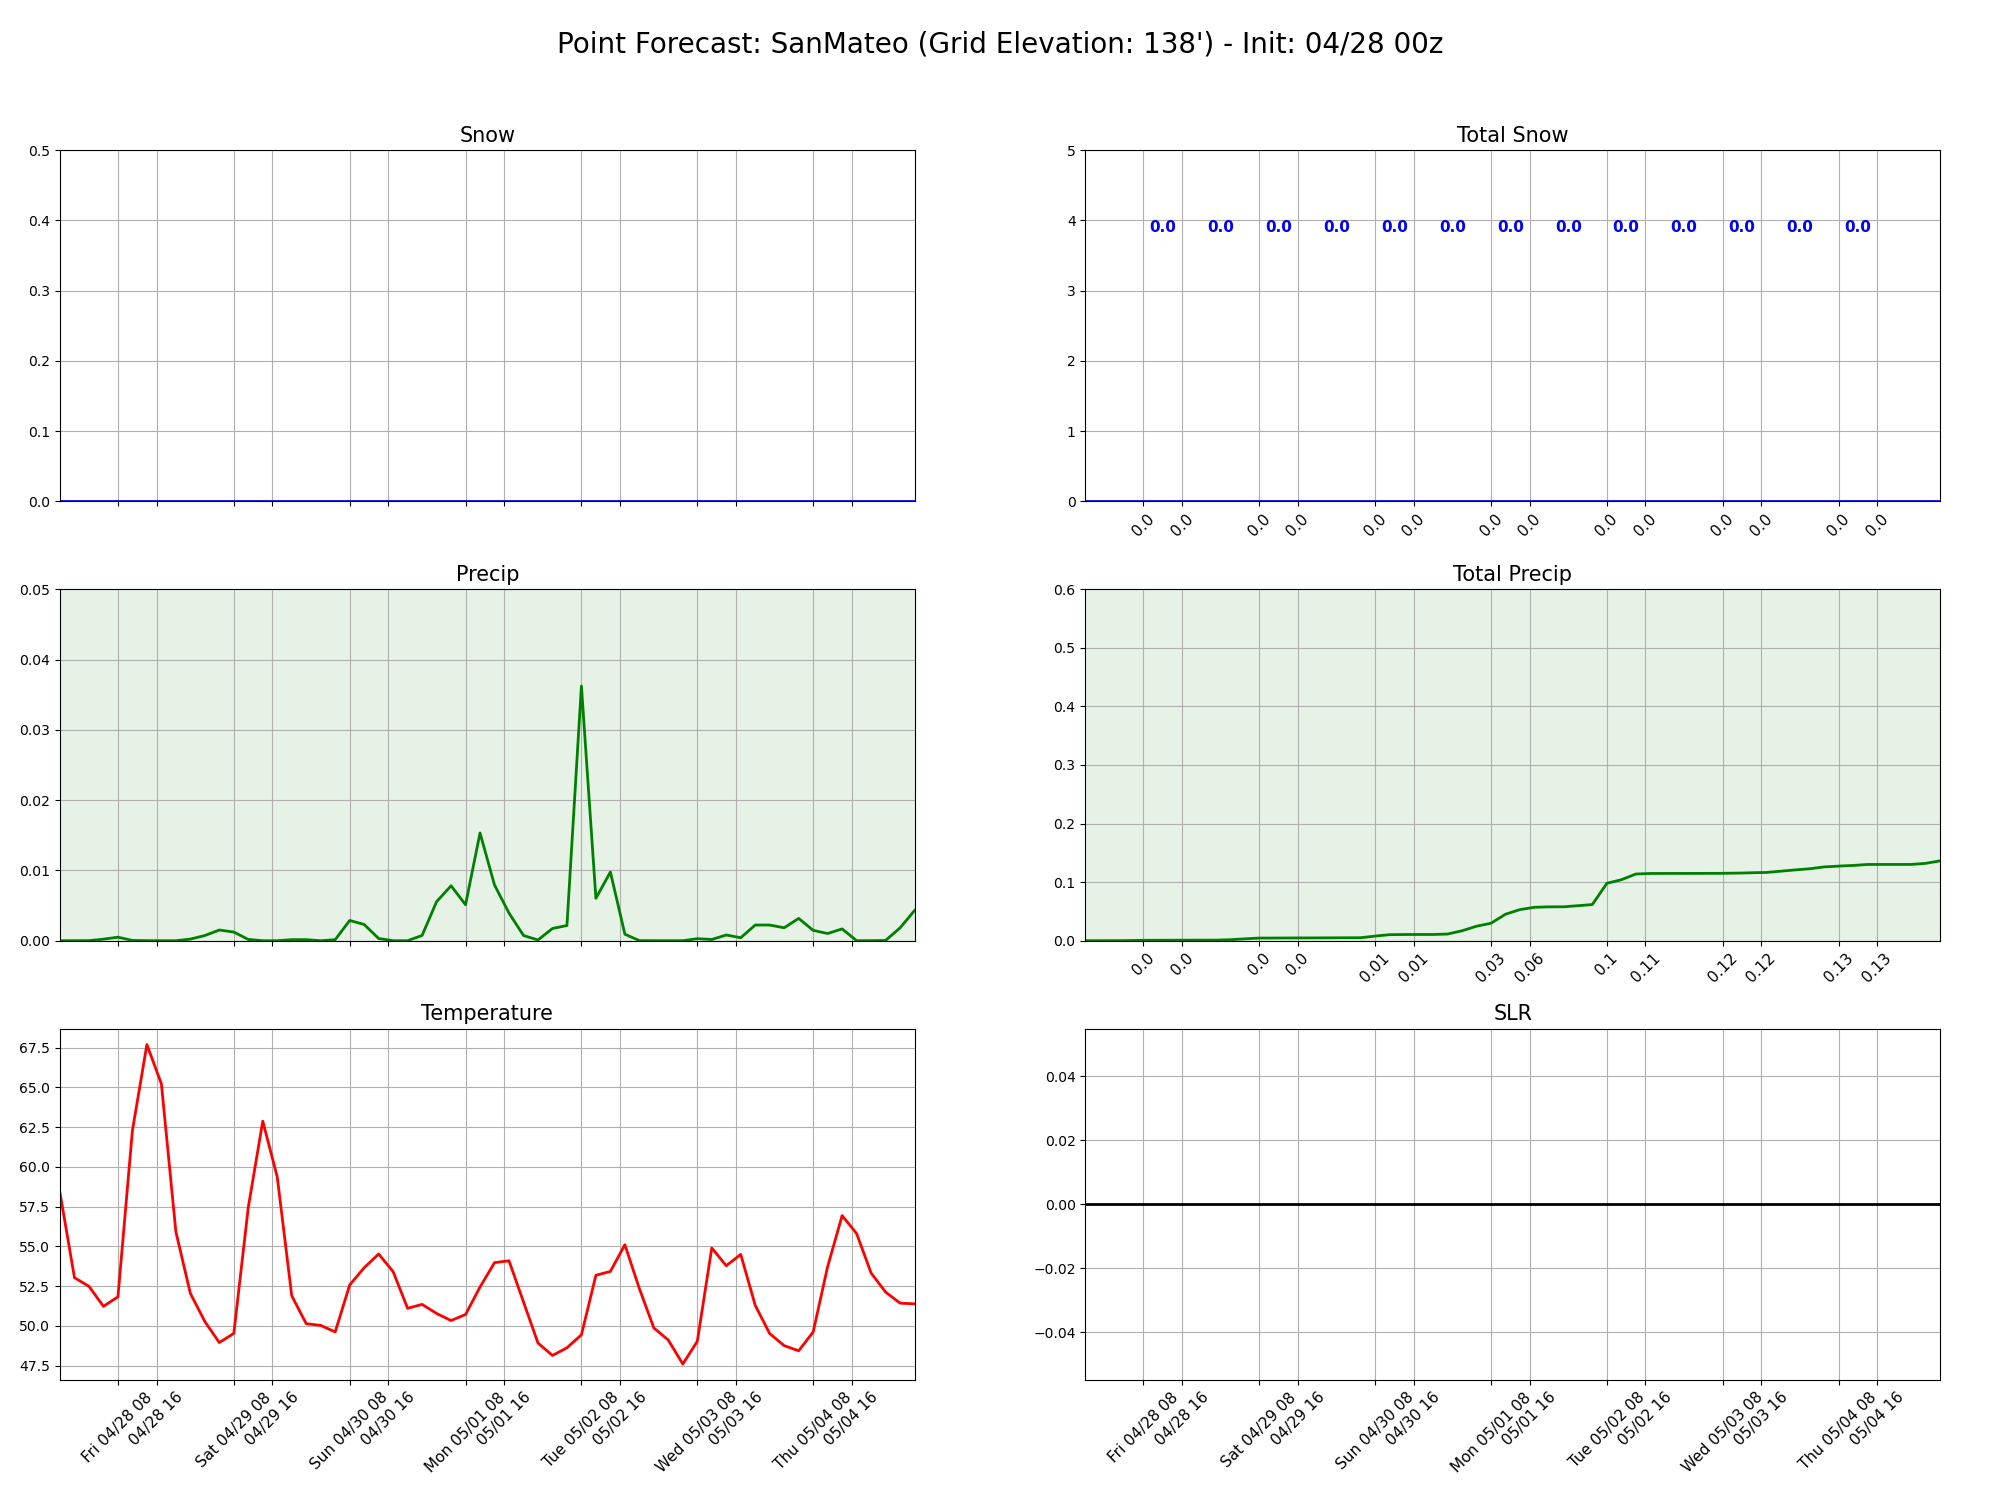 Point Forecast: SanMateo (Grid Elevation: 138') - Init: 04/28 00z
Snow
0.5
0.4
0.3
0.2
0.1
0.0
Total Snow
5
4
3
2
1
0
0.0 0.0 0.0 0.0 0.0 0.0 0.0 0.0 0.0 0.0 0.0 0.0 0.0
0.0 0.0 0.0 0.0 0.0 0.0 0.0 0.0 0.0 0.0 0.0 0.0 0.0 0.0
Precip
0.05
0.04
0.03
0.02
0.01
0.00
Total Precip
0.6
0.5
0.4
0.3
0.2
0.1
0.0
0.0 0.0 0.0 0.0 0.01 0.01 0.03 0.06 0.1 0.11 0.12 0.12 0.13 0.13
Temperature
67.5
65.0
62.5
60.0
57.5
55.0
52.5
50.0
47.5
Fri 04/28 08
04/28 16
Sat 04/29 08
04/29 16
Sun 04/30 08
04/30 16
Mon 05/01 08
05/01 16
Tue 05/02 08
05/02 16
Wed 05/03 08
05/03 16
Thu 05/04 08
05/04 16
SLR
0.04
0.02
0.00
−0.02
−0.04
Fri 04/28 08
04/28 16
Sat 04/29 08
04/29 16
Sun 04/30 08
04/30 16
Mon 05/01 08
05/01 16
Tue 05/02 08
05/02 16
Wed 05/03 08
05/03 16
Thu 05/04 08
05/04 16